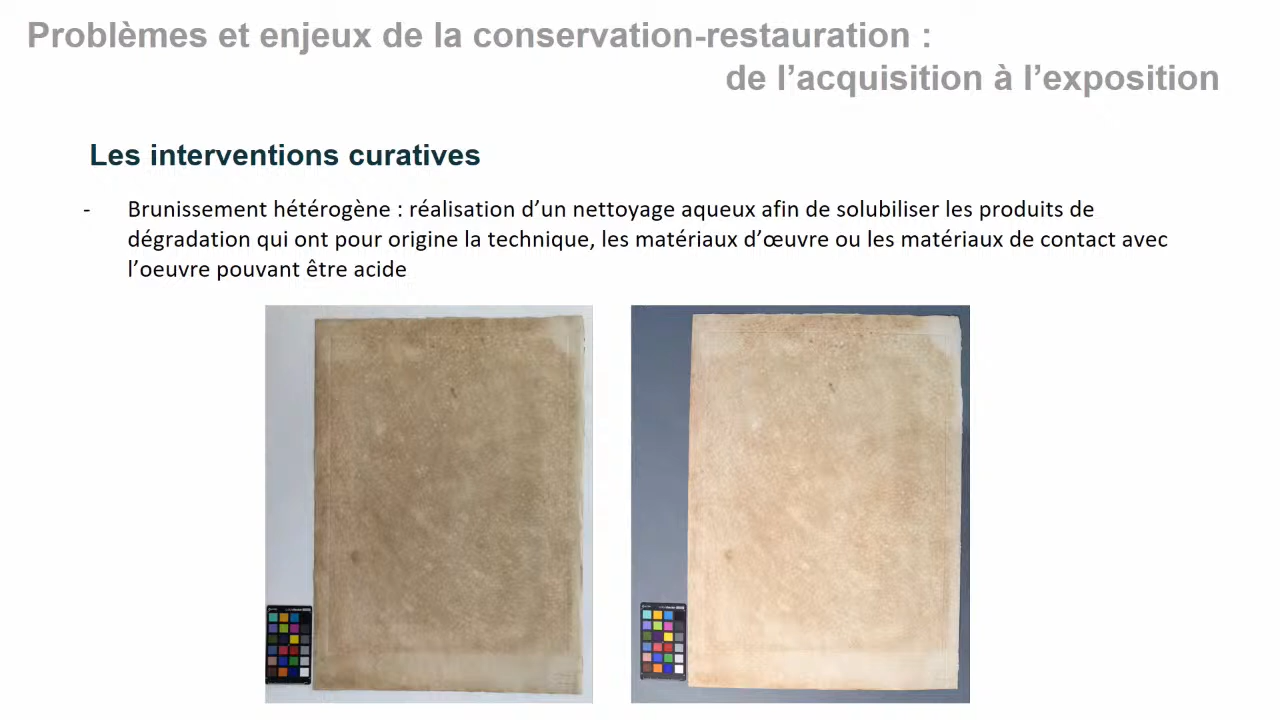 Problèmes et enjeux de la conservation-restauration :
de l’acquisition à l’exposition
Les interventions curatives
- Brunissement hétérogène : réalisation d’un nettoyage aqueux afin de solubiliser les produits de
dégradation qui ont pour origine la technique, les matériaux d’œuvre ou les matériaux de contact avec
l’oeuvre pouvant être acide